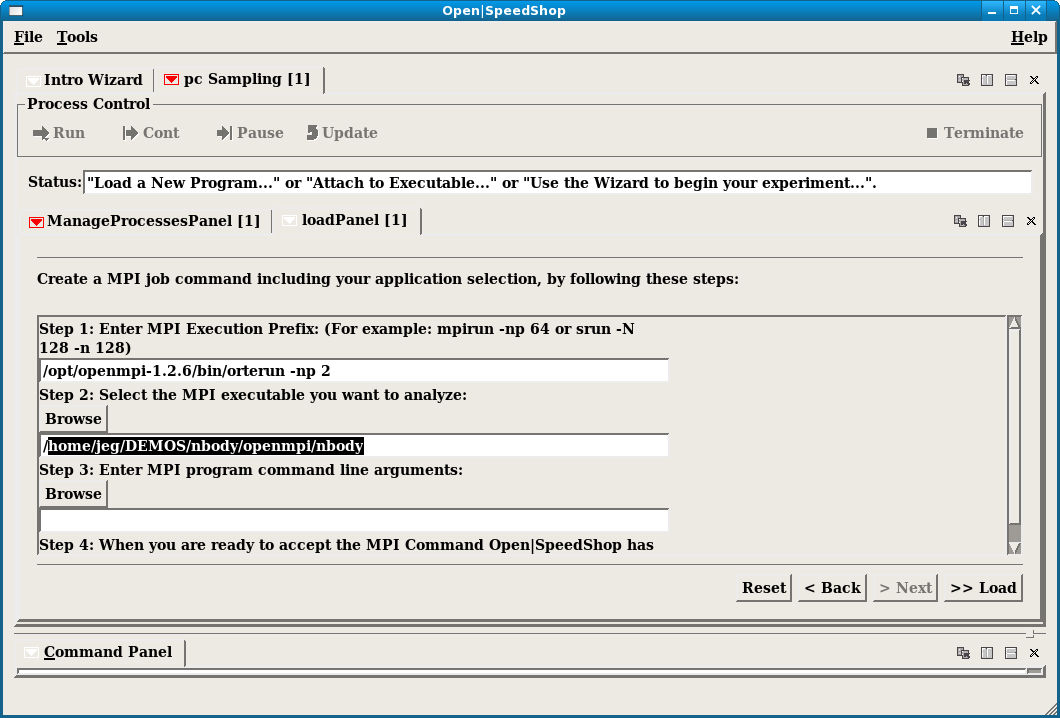 Open|SpeedShop
File Tools Help
Intro Wizard pc Sampling [1]
Process Control
Run Cont Pause Update Terminate
Status: "Load a New Program..." or "Attach to Executable..." or "Use the Wizard to begin your experiment...".
ManageProcessesPanel [1] loadPanel [1]
Create a MPI job command including your application selection, by following these steps:
Step 1: Enter MPI Execution Prefix: (For example: mpirun -np 64 or srun -N
128 -n 128)
/opt/openmpi-1.2.6/bin/orterun -np 2
Step 2: Select the MPI executable you want to analyze:
Browse
/home/jeg/DEMOS/nbody/openmpi/nbody
Step 3: Enter MPI program command line arguments:
Browse
Step 4: When you are ready to accept the MPI Command Open|SpeedShop has
Reset < Back > Next >> Load
Command Panel